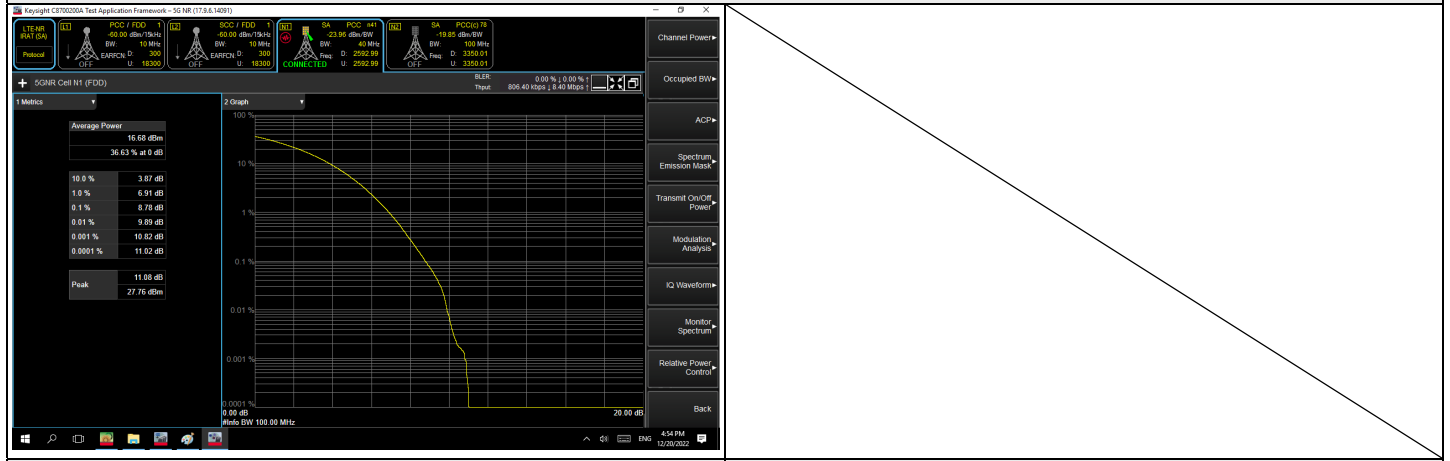 Keysight C8700200A Test Application Framework – 5G NR (17.9.6.14091)
LTE-NR
IRAT (SA)
Protocol
L1
PCC / FDD 1
-60.00 dBm/15kHz
BW: 10 MHz
EARFCN: D: 300
U: 18300
OFF
L2
SCC / FDD 1
-60.00 dBm/15kHz
BW: 10 MHz
EARFCN: D: 300
U: 18300
OFF
N1
SA PCC n41
-23.96 dBm/BW
BW: 40 MHz
Freq: D: 2592.99
U: 2592.99
CONNECTED
N2
SA PCC(c) 78
-19.85 dBm/BW
BW: 100 MHz
Freq: D: 3350.01
U: 3350.01
OFF
5GNR Cell N1 (FDD)
BLER: 0.00 % ↓ 0.00 % ↑
Thput: 806.40 kbps ↓ 8.40 Mbps ↑
1 Metrics
Average Power
16.68 dBm
36.63 % at 0 dB
10.0 % 3.87 dB
1.0 % 6.91 dB
0.1 % 8.78 dB
0.01 % 9.89 dB
0.001 % 10.82 dB
0.0001 % 11.02 dB
Peak 11.08 dB
27.76 dBm
2 Graph
100 %
10 %
1 %
0.1 %
0.01 %
0.001 %
0.0001 %
0.00 dB 20.00 dB
#Info BW 100.00 MHz
Channel Power
Occupied BW
ACP
Spectrum
Emission Mask
Transmit On/Off
Power
Modulation
Analysis
IQ Waveform
Monitor
Spectrum
Relative Power
Control
Back
ENG
4:54 PM
12/20/2022